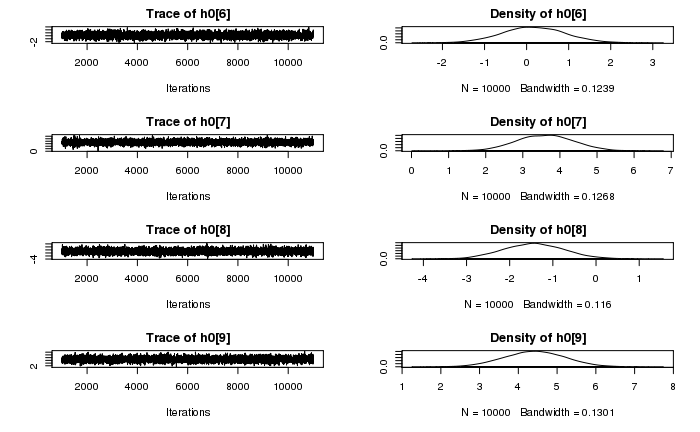 Trace of h0[6]
-2
2000 4000 6000 8000 10000
Iterations
Density of h0[6]
0.0
-2 -1 0 1 2 3
N = 10000 Bandwidth = 0.1239
Trace of h0[7]
0
2000 4000 6000 8000 10000
Iterations
Density of h0[7]
0.0
0 1 2 3 4 5 6 7
N = 10000 Bandwidth = 0.1268
Trace of h0[8]
-4
2000 4000 6000 8000 10000
Iterations
Density of h0[8]
0.0
-4 -3 -2 -1 0 1
N = 10000 Bandwidth = 0.116
Trace of h0[9]
2
2000 4000 6000 8000 10000
Iterations
Density of h0[9]
0.0
1 2 3 4 5 6 7 8
N = 10000 Bandwidth = 0.1301